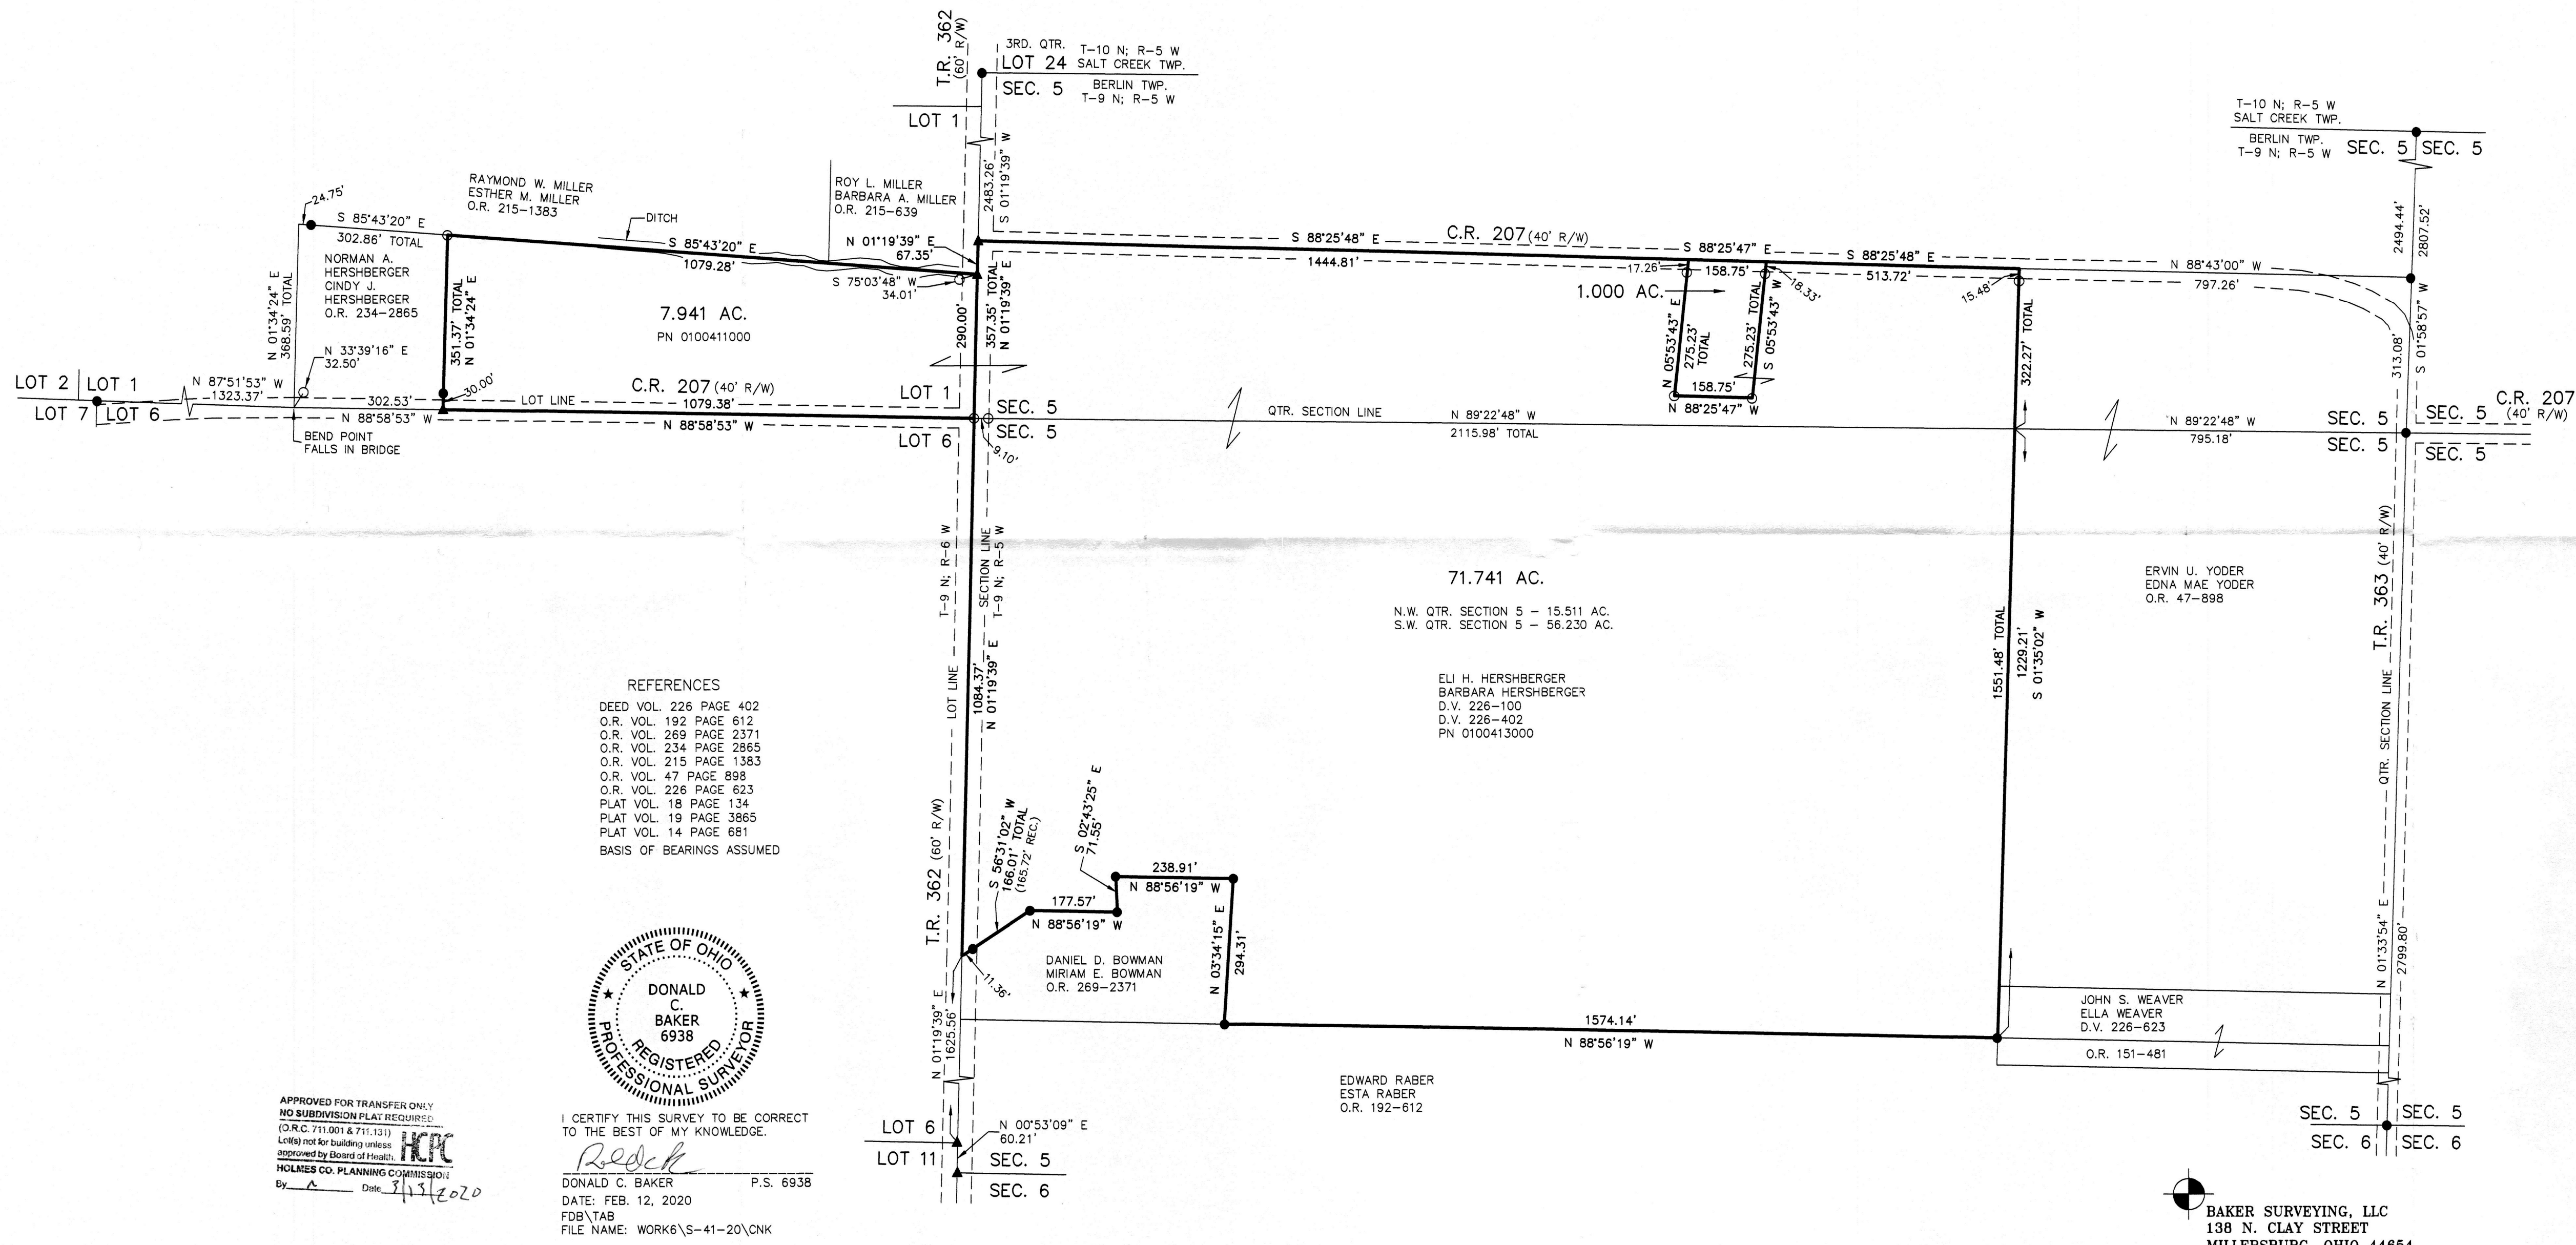 T.R. 362
(60' R/W)
3RD. QTR.
T-10 N; R-5 W
LOT 24
SALT CREEK TWP.
SEC. 5
BERLIN TWP.
T-9 N; R-5 W
LOT 1
2483.26'
S 01°19'39" W
T-10 N; R-5 W
SALT CREEK TWP.
BERLIN TWP.
T-9 N; R-5 W
SEC. 5
SEC. 5
2494.44'
2807.52'
24.75'
S 85°43'20" E
302.86' TOTAL
RAYMOND W. MILLER
ESTHER M. MILLER
O.R. 215-1383
DITCH
S 85°43'20" E
1079.28'
ROY L. MILLER
BARBARA A. MILLER
O.R. 215-639
N 01°19'39" E
67.35'
S 75°03'48" W
34.01'
S 88°25'48" E
C.R. 207 (40' R/W)
1444.81'
S 88°25'47" E
17.26'
158.75'
18.33'
S 88°25'48" E
513.72'
15.48'
N 88°43'00" W
797.26'
N 01°34'24" E
368.59' TOTAL
NORMAN A.
HERSHBERGER
CINDY J.
HERSHBERGER
O.R. 234-2865
351.37' TOTAL
N 01°34'24" E
7.941 AC.
PN 0100411000
290.00'
357.35' TOTAL
N 01°19'39" E
1.000 AC.
N 05°53'43" E
275.23'
TOTAL
275.23' TOTAL
S 05°53'43" W
158.75'
N 88°25'47" W
322.27' TOTAL
313.08'
S 01°58'57" W
N 33°39'16" E
32.50'
LOT 2
LOT 1
LOT 7
LOT 6
N 87°51'53" W
1323.37'
302.53'
N 88°58'53" W
30.00'
LOT LINE
C.R. 207 (40' R/W)
1079.38'
N 88°58'53" W
LOT 1
LOT 6
BEND POINT
FALLS IN BRIDGE
SEC. 5
SEC. 5
9.10'
QTR. SECTION LINE
N 89°22'48" W
2115.98' TOTAL
N 89°22'48" W
795.18'
SEC. 5
SEC. 5
SEC. 5
SEC. 5
C.R. 207
(40' R/W)
T-9 N; R-6 W
SECTION LINE
T-9 N; R-5 W
LOT LINE
1084.37'
N 01°19'39" E
T.R. 362 (60' R/W)
71.741 AC.
N.W. QTR. SECTION 5 - 15.511 AC.
S.W. QTR. SECTION 5 - 56.230 AC.
ELI H. HERSHBERGER
BARBARA HERSHBERGER
D.V. 226-100
D.V. 226-402
PN 0100413000
1551.48' TOTAL
1229.21'
S 01°35'02" W
ERVIN U. YODER
EDNA MAE YODER
O.R. 47-898
T.R. 363 (40' R/W)
QTR. SECTION LINE
N 01°33'54" E
2799.80'
REFERENCES
DEED VOL. 226 PAGE 402
O.R. VOL. 192 PAGE 612
O.R. VOL. 269 PAGE 2371
O.R. VOL. 234 PAGE 2865
O.R. VOL. 215 PAGE 1383
O.R. VOL. 47 PAGE 898
O.R. VOL. 226 PAGE 623
PLAT VOL. 18 PAGE 134
PLAT VOL. 19 PAGE 3865
PLAT VOL. 14 PAGE 681
BASIS OF BEARINGS ASSUMED
S 56°31'02" W
166.01' TOTAL
(165.72' REC.)
S 02°43'25" E
71.55'
238.91'
N 88°56'19" W
177.57'
N 88°56'19" W
11.36'
DANIEL D. BOWMAN
MIRIAM E. BOWMAN
O.R. 269-2371
N 03°34'15" E
294.31'
N 01°19'39" E
1625.56'
1574.14'
N 88°56'19" W
JOHN S. WEAVER
ELLA WEAVER
D.V. 226-623
O.R. 151-481
EDWARD RABER
ESTA RABER
O.R. 192-612
STATE OF OHIO
DONALD
C.
BAKER
6938
REGISTERED
PROFESSIONAL SURVEYOR
I CERTIFY THIS SURVEY TO BE CORRECT
TO THE BEST OF MY KNOWLEDGE.
DONALD C. BAKER P.S. 6938
DATE: FEB. 12, 2020
FDB\TAB
FILE NAME: WORK6\S-41-20\CNK
APPROVED FOR TRANSFER ONLY
NO SUBDIVISION PLAT REQUIRED
(O.R.C. 711.001 & 711.131)
Lot(s) not for building unless
approved by Board of Health.
HCPC
HOLMES CO. PLANNING COMMISSION
By Date 3/13/2020
LOT 6
LOT 11
N 00°53'09" E
60.21'
SEC. 5
SEC. 6
SEC. 5
SEC. 5
SEC. 6
SEC. 6
BAKER SURVEYING, LLC
138 N. CLAY STREET
MILLERSBURG, OHIO 44654